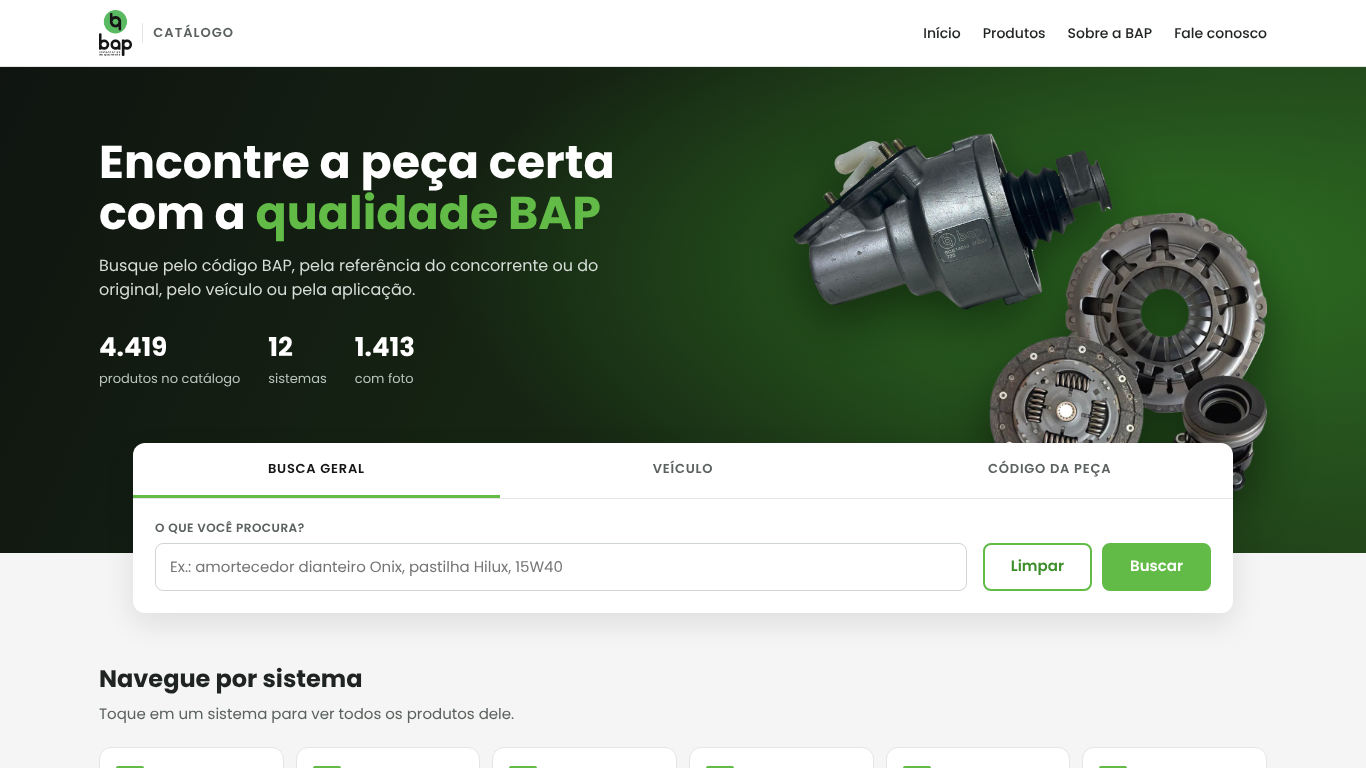 bap
CATÁLOGO
Início
Produtos
Sobre a BAP
Fale conosco
Encontre a peça certa
com a qualidade BAP
Busque pelo código BAP, pela referência do concorrente ou do
original, pelo veículo ou pela aplicação.
4.419
12
1.413
produtos no catálogo
sistemas
com foto
BUSCA GERAL
VEÍCULO
CÓDIGO DA PEÇA
O QUE VOCÊ PROCURA?
Ex.: amortecedor dianteiro Onix, pastilha Hilux, 15W40
Limpar
Buscar
Navegue por sistema
Toque em um sistema para ver todos os produtos dele.